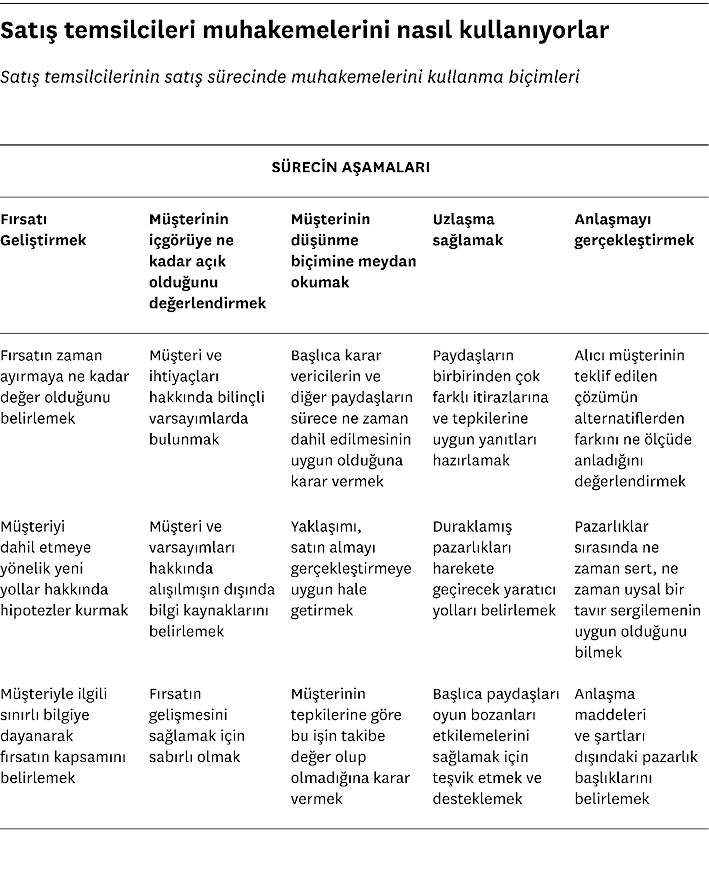 Satış temsilcileri muhakemelerini nasıl kullanıyorlar
Satış temsilcilerinin satış sürecinde muhakemelerini kullanma biçimleri
SÜRECİN AŞAMALARI
Fırsatı
Geliştirmek
Müşterinin
içgörüye ne
kadar açık
olduğunu
değerlendirmek
Müşterinin
düşünme
biçimine meydan
okumak
Uzlaşma
sağlamak
Anlaşmayı
gerçekleştirmek
Fırsatın zaman
ayırmaya ne kadar
değer olduğunu
belirlemek
Müşteri ve
ihtiyaçları
hakkında bilinçli
varsayımlarda
bulunmak
Başlıca karar
vericilerin ve
diğer paydaşların
sürece ne zaman
dahil edilmesinin
uygun olduğuna
karar vermek
Paydaşların
birbirinden çok
farklı itirazlarına
ve tepkilerine
uygun yanıtları
hazırlamak
Alıcı müşterinin
teklif edilen
çözümün
alternatiflerden
farkını ne ölçüde
anladığını
değerlendirmek
Müşteriyi
dahil etmeye
yönelik yeni
yollar hakkında
hipotezler kurmak
Müşteri ve
varsayımları
hakkında
alışılmışın dışında
bilgi kaynaklarını
belirlemek
Yaklaşımı,
satın almayı
gerçekleştirmeye
uygun hale
getirmek
Duraklamış
pazarlıkları
harekete
geçirecek yaratıcı
yolları belirlemek
Pazarlıklar
sırasında ne
zaman sert, ne
zaman uysal bir
tavır sergilemenin
uygun olduğunu
bilmek
Müşteriyle ilgili
sınırlı bilgiye
dayanarak
fırsatın kapsamını
belirlemek
Fırsatın
gelişmesini
sağlamak için
sabırlı olmak
Müşterinin
tepkilerine göre
bu işin takibe
değer olup
olmadığına karar
vermek
Başlıca paydaşları
oyun bozanları
etkilemelerini
sağlamak için
teşvik etmek ve
desteklemek
Anlaşma
maddeleri
ve şartları
dışındaki pazarlık
başlıklarını
belirlemek